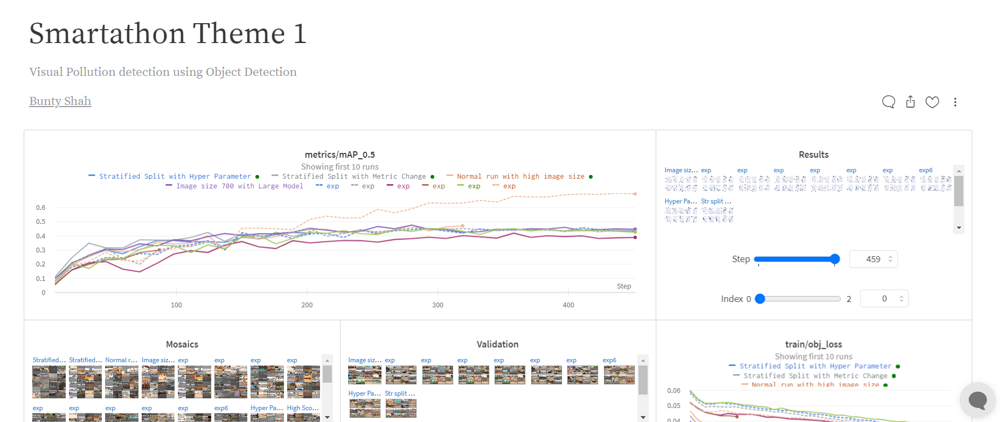 Smartathon Theme 1
Visual Pollution detection using Object Detection
Bunty Shah
metrics/mAP_0.5
Showing first 10 runs
Stratified Split with Hyper Parameter Stratified Split with Metric Change Normal run with high image size
Image size 700 with Large Model exp exp exp exp exp exp
0.6
0.5
0.4
0.3
0.2
0.1
0
Step
100 200 300 400
Results
Image siz... exp exp exp exp exp exp exp6
Hyper Pa... Str split ...
Step 459
Index 0 2 0
Mosaics
Stratified... Stratified... Normal r... Image siz... exp exp exp exp
exp exp exp exp exp exp6 Hyper Pa... High Sco...
Validation
Image siz... exp exp exp exp exp exp exp6
Hyper Pa... Str split ...
train/obj_loss
Showing first 10 runs
Stratified Split with Hyper Parameter
Stratified Split with Metric Change
Normal run with high image size
0.06
0.05
0.04